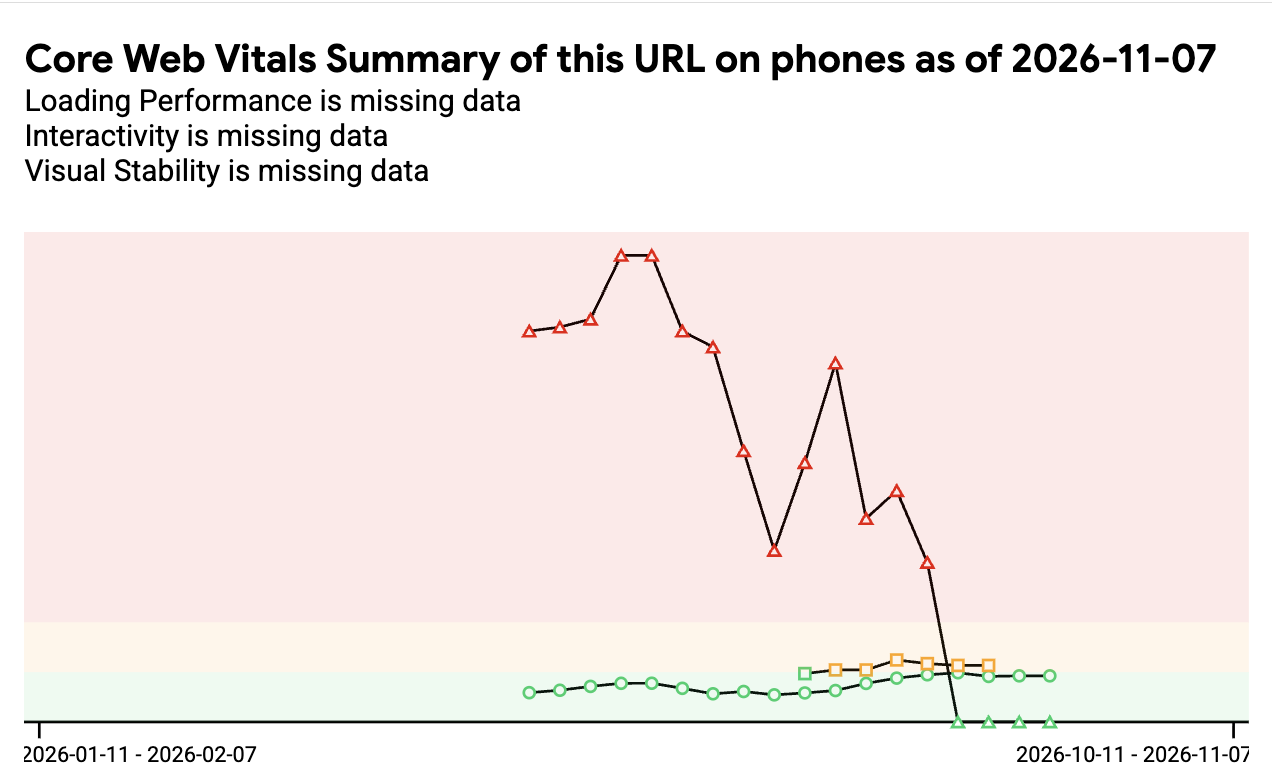 Core Web Vitals Summary of this URL on phones as of 2026-11-07
Loading Performance is missing data
Interactivity is missing data
Visual Stability is missing data
2026-01-11 - 2026-02-07
2026-10-11 - 2026-11-07